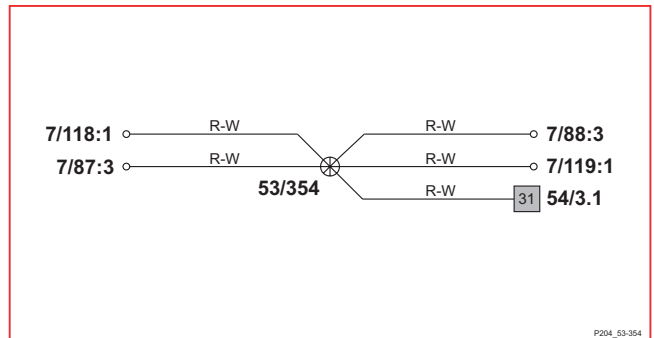 7/118:1 R-W R-W 7/88:3
7/87:3 R-W R-W 7/119:1
53/354 R-W 31 54/3.1
P204_53-354